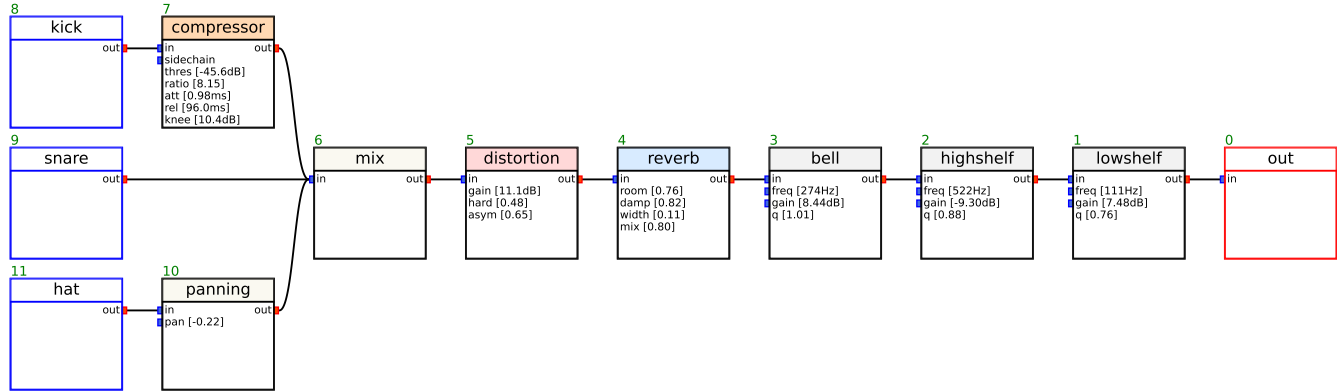 8
kick
out
7
compressor
in out
sidechain
thres [-45.6dB]
ratio [8.15]
att [0.98ms]
rel [96.0ms]
knee [10.4dB]
9
snare
out
6
mix
in out
5
distortion
in out
gain [11.1dB]
hard [0.48]
asym [0.65]
4
reverb
in out
room [0.76]
damp [0.82]
width [0.11]
mix [0.80]
3
bell
in out
freq [274Hz]
gain [8.44dB]
q [1.01]
2
highshelf
in out
freq [522Hz]
gain [-9.30dB]
q [0.88]
1
lowshelf
in out
freq [111Hz]
gain [7.48dB]
q [0.76]
0
out
in
11
hat
out
10
panning
in out
pan [-0.22]